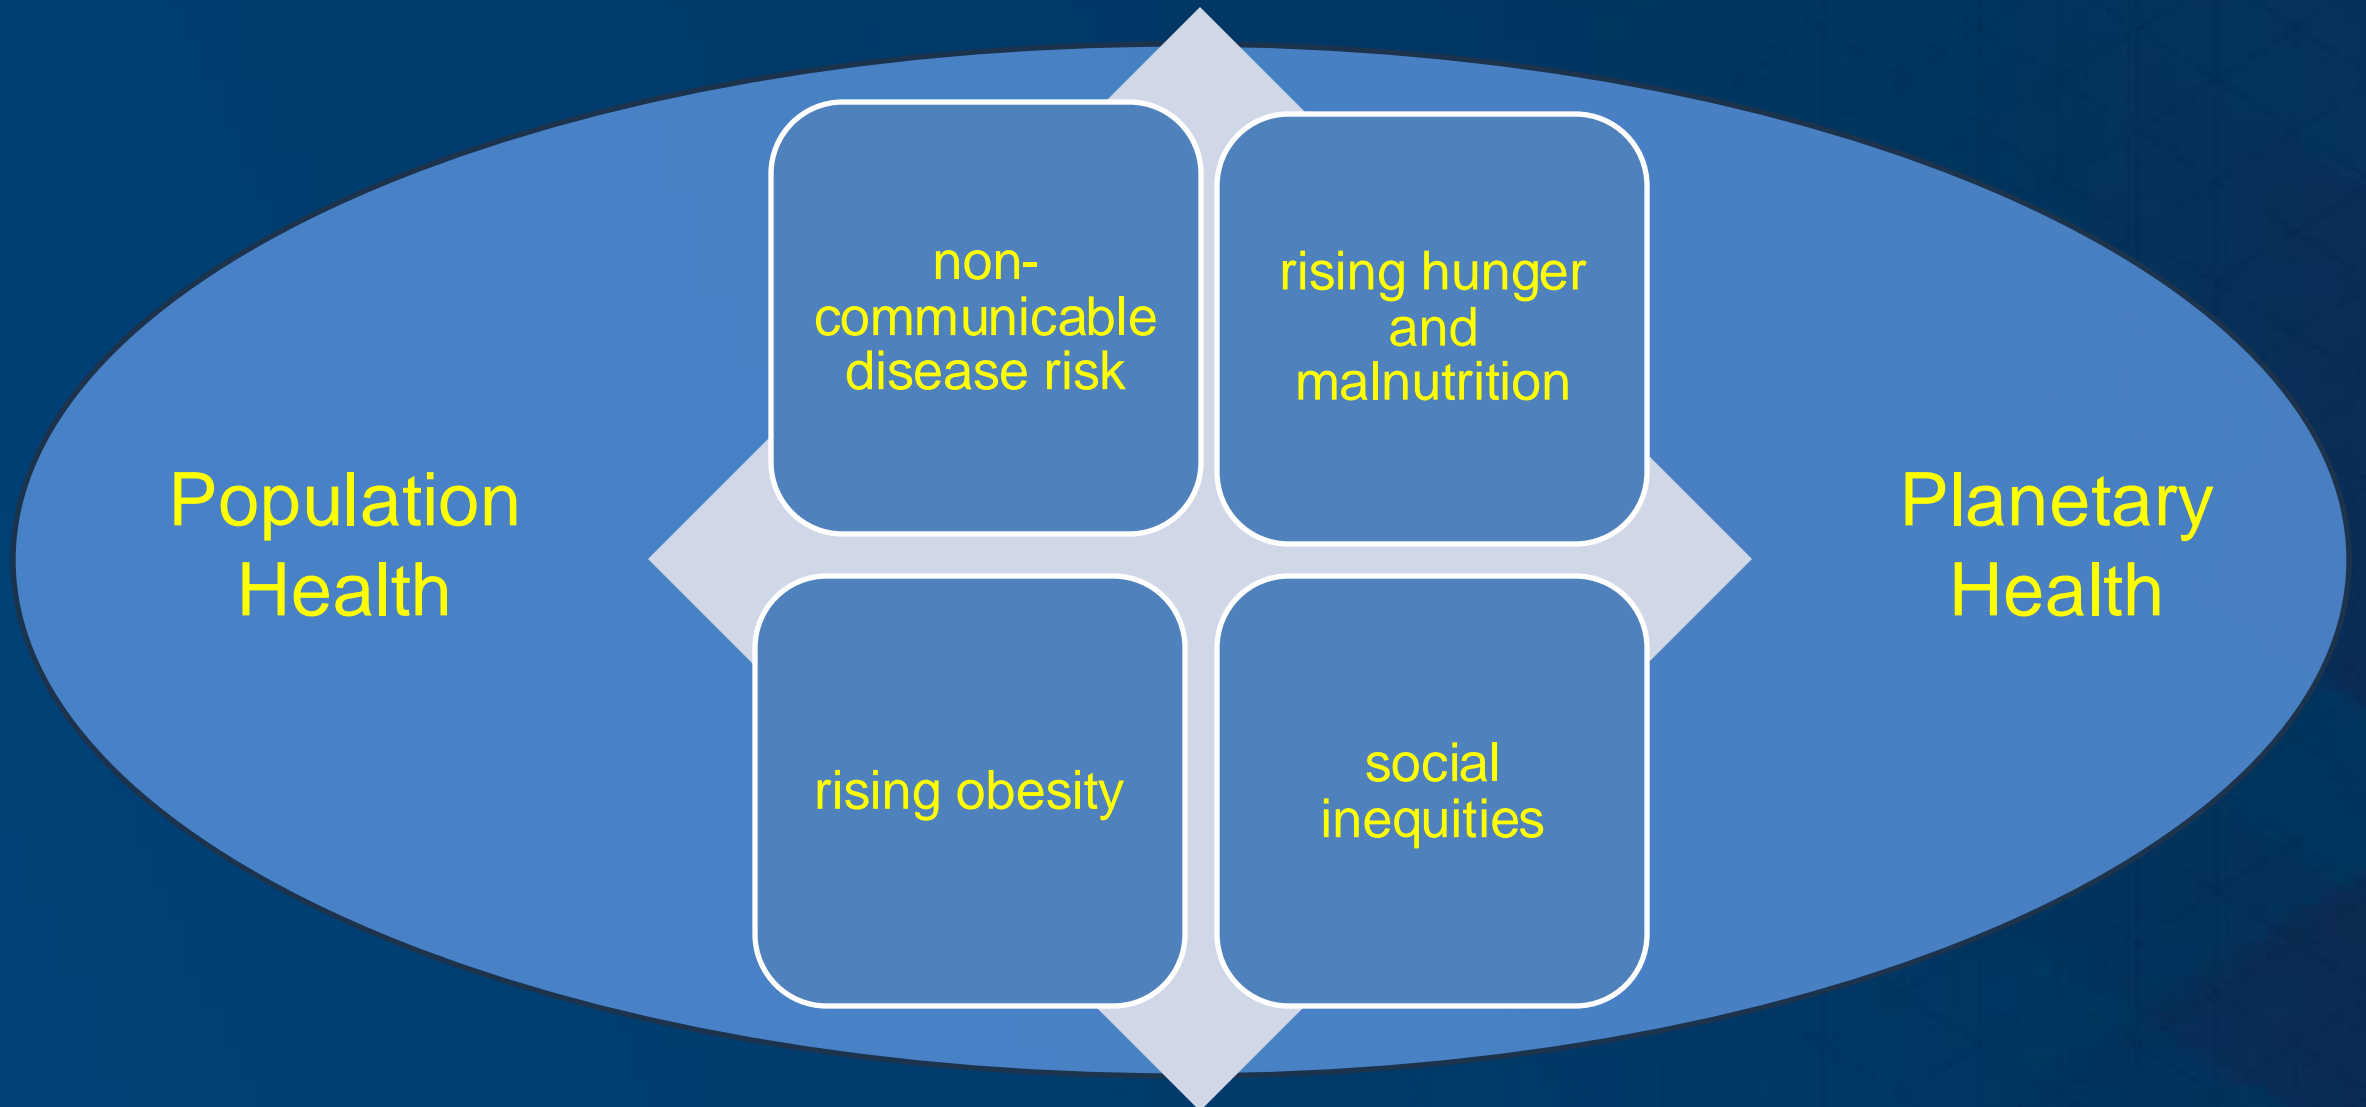 Population
Health
non-
communicable
disease risk
rising hunger
and
malnutrition
rising obesity
social
inequities
Planetary
Health